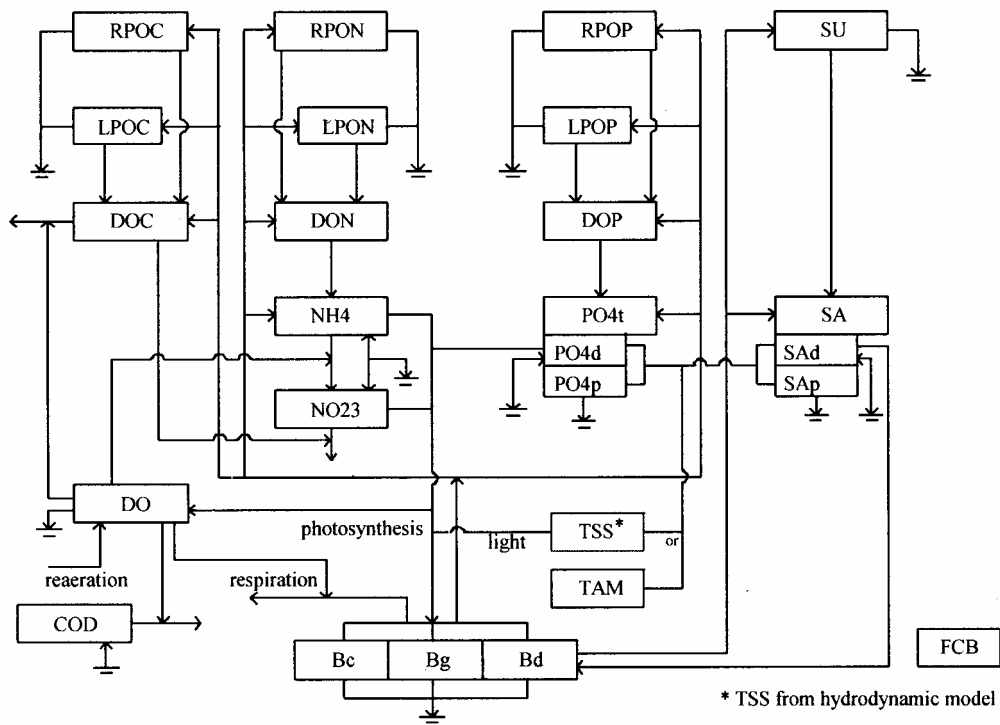 RPOC RPON RPOP SU
LPOC LPON LPOP
DOC DON DOP
NH4 PO4t SA
PO4d SAd
PO4p SAp
NO23
DO
photosynthesis light TSS* or
reaeration respiration TAM
COD
Bc Bg Bd FCB
* TSS from hydrodynamic model